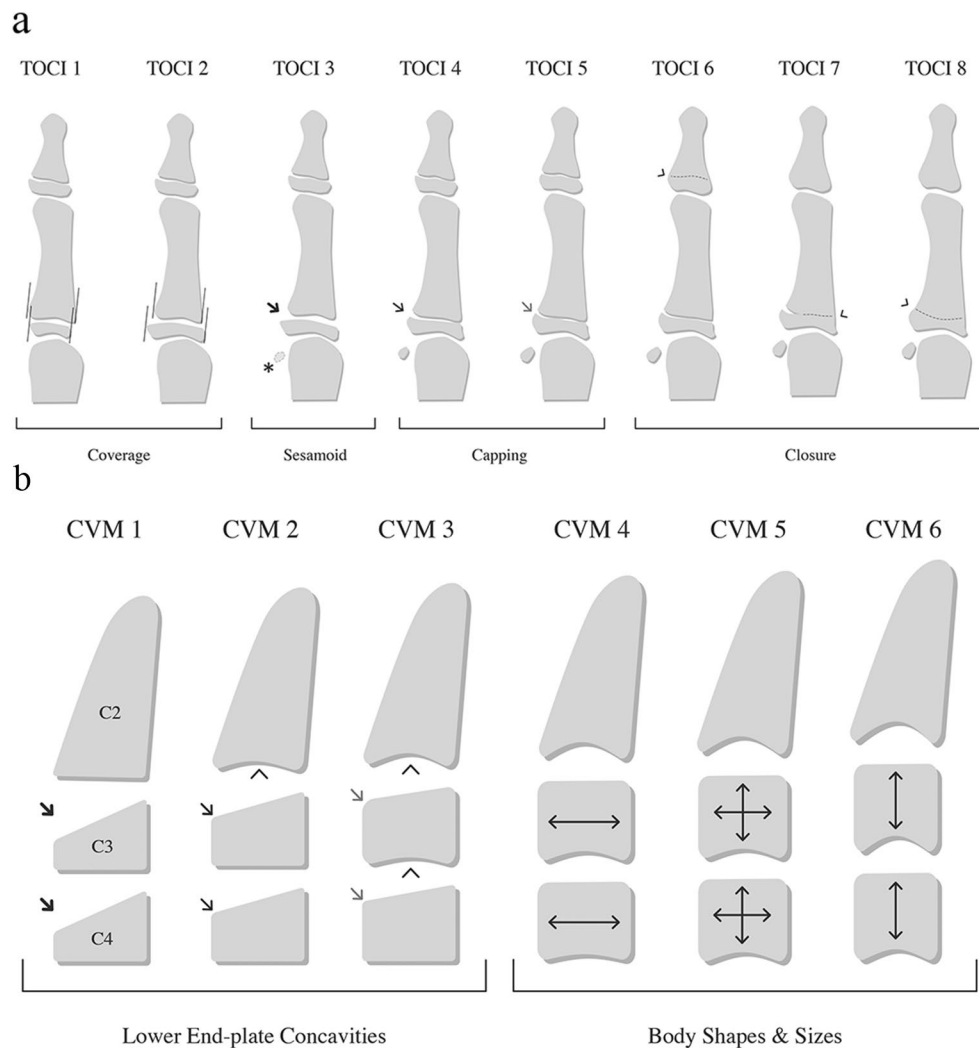 a
TOCI 1 TOCI 2 TOCI 3 TOCI 4 TOCI 5 TOCI 6 TOCI 7 TOCI 8
*
Coverage Sesamoid Capping Closure
b
CVM 1 CVM 2 CVM 3 CVM 4 CVM 5 CVM 6
C2
C3
C4
Lower End-plate Concavities Body Shapes & Sizes